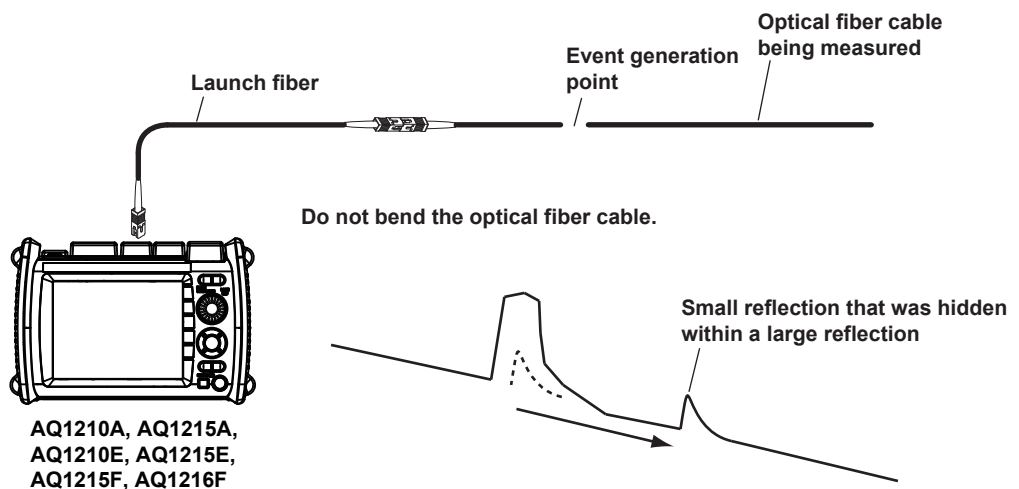 Optical fiber cable
being measured
Event generation
point
Launch fiber
Do not bend the optical fiber cable.
Small reflection that was hidden
within a large reflection
AQ1210A, AQ1215A,
AQ1210E, AQ1215E,
AQ1215F, AQ1216F